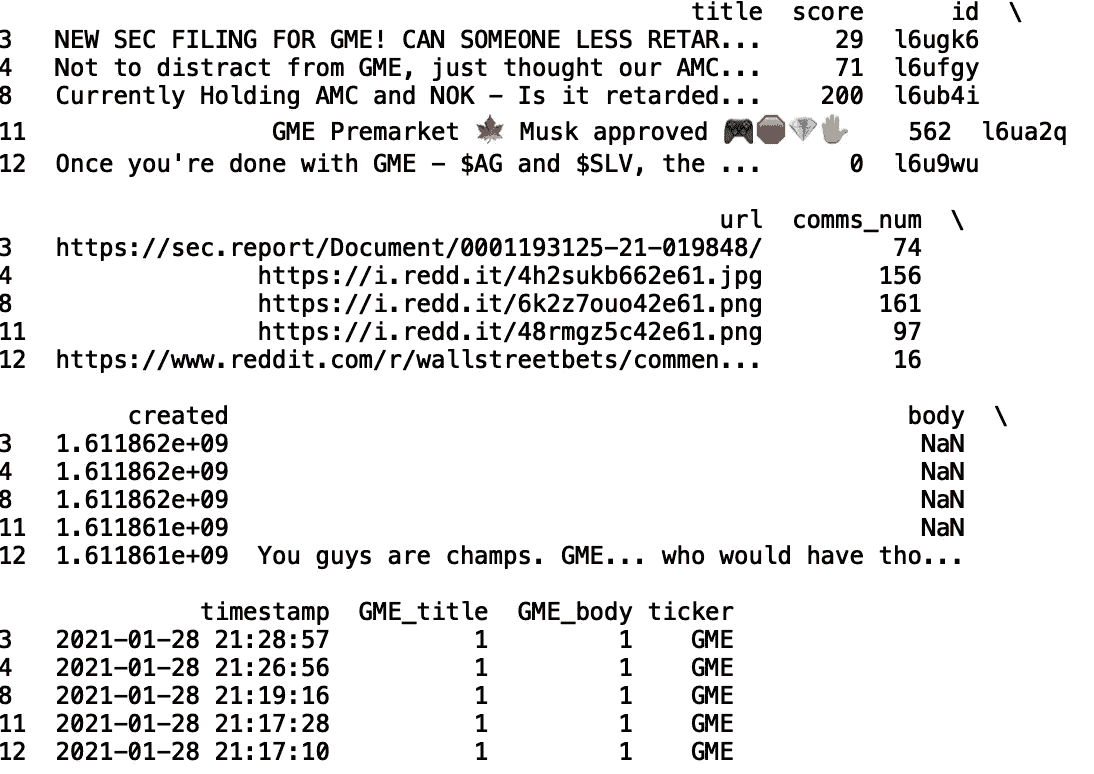 title score id \
3 NEW SEC FILING FOR GME! CAN SOMEONE LESS RETAR... 29 l6ugk6
4 Not to distract from GME, just thought our AMC... 71 l6ufgy
8 Currently Holding AMC and NOK - Is it retarded... 200 l6ub4i
11 GME Premarket 🍁 Musk approved 🎮🛑💎✋ 562 l6ua2q
12 Once you're done with GME - $AG and $SLV, the ... 0 l6u9wu
url comms_num \
3 https://sec.report/Document/0001193125-21-019848/ 74
4 https://i.redd.it/4h2sukb662e61.jpg 156
8 https://i.redd.it/6k2z7ouo42e61.png 161
11 https://i.redd.it/48rmgz5c42e61.png 97
12 https://www.reddit.com/r/wallstreetbets/commen... 16
created body \
3 1.611862e+09 NaN
4 1.611862e+09 NaN
8 1.611862e+09 NaN
11 1.611861e+09 NaN
12 1.611861e+09 You guys are champs. GME... who would have tho...
timestamp GME_title GME_body ticker
3 2021-01-28 21:28:57 1 1 GME
4 2021-01-28 21:26:56 1 1 GME
8 2021-01-28 21:19:16 1 1 GME
11 2021-01-28 21:17:28 1 1 GME
12 2021-01-28 21:17:10 1 1 GME